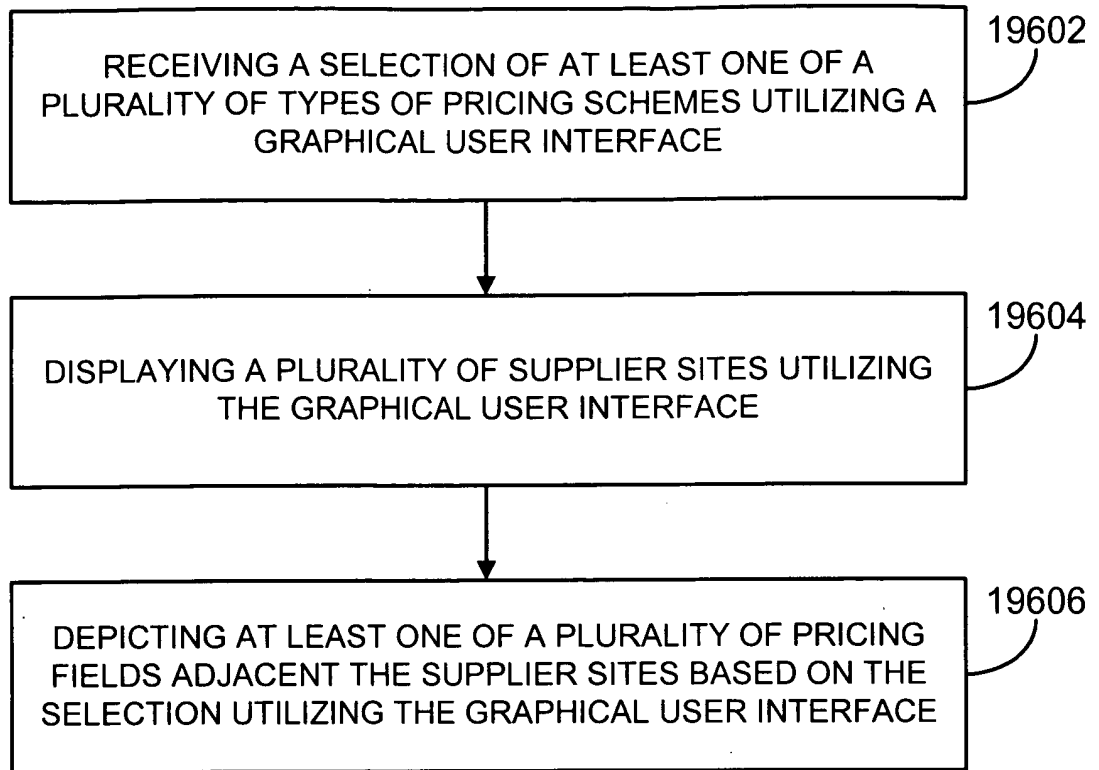 19602
RECEIVING A SELECTION OF AT LEAST ONE OF A
PLURALITY OF TYPES OF PRICING SCHEMES UTILIZING A
GRAPHICAL USER INTERFACE
19604
DISPLAYING A PLURALITY OF SUPPLIER SITES UTILIZING
THE GRAPHICAL USER INTERFACE
19606
DEPICTING AT LEAST ONE OF A PLURALITY OF PRICING
FIELDS ADJACENT THE SUPPLIER SITES BASED ON THE
SELECTION UTILIZING THE GRAPHICAL USER INTERFACE